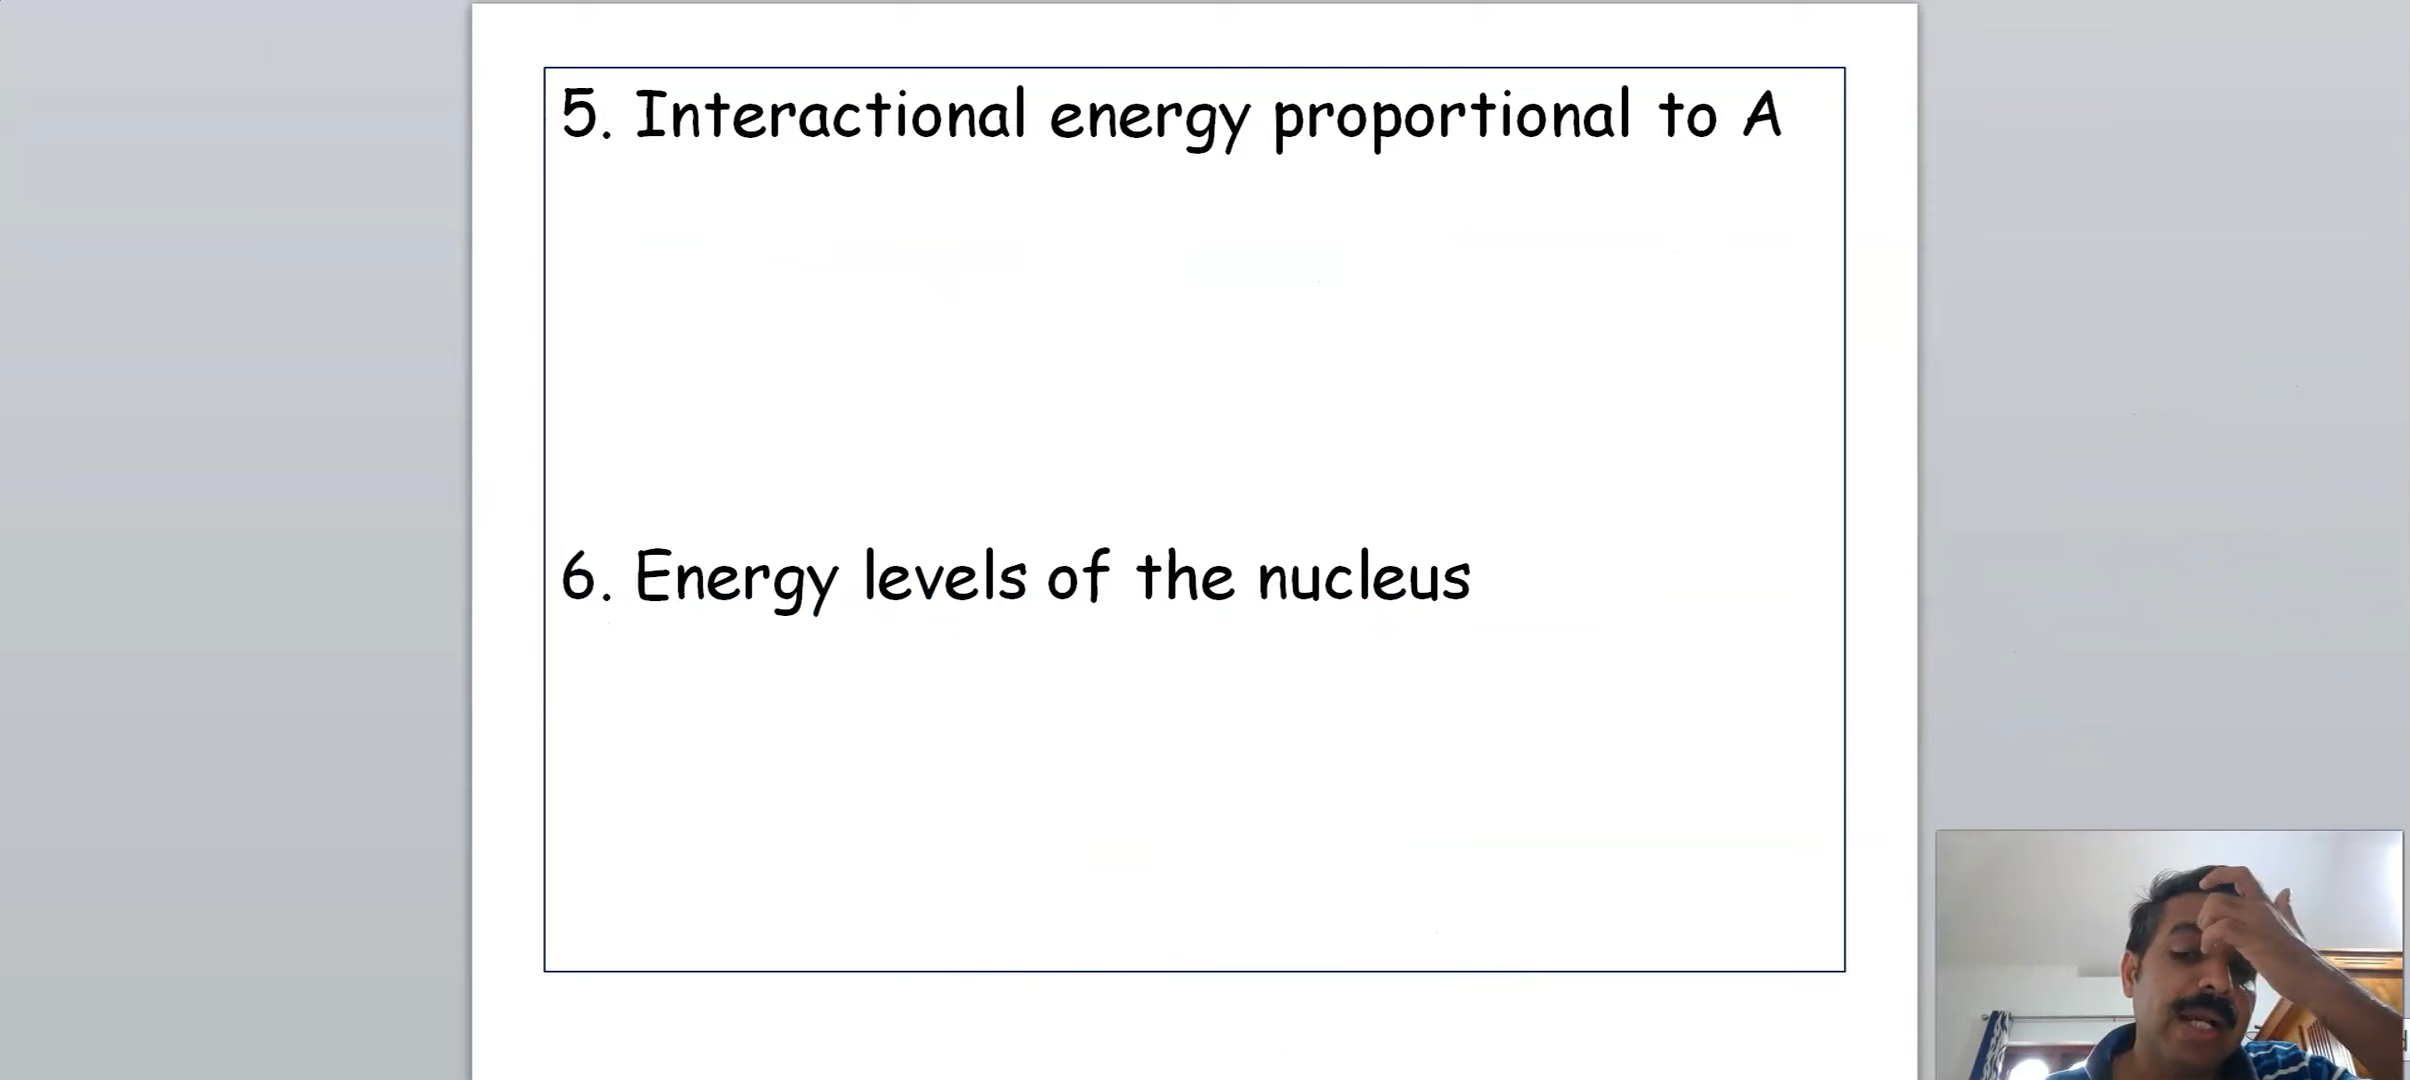 5. Interactional energy proportional to A
6. Energy levels of the nucleus